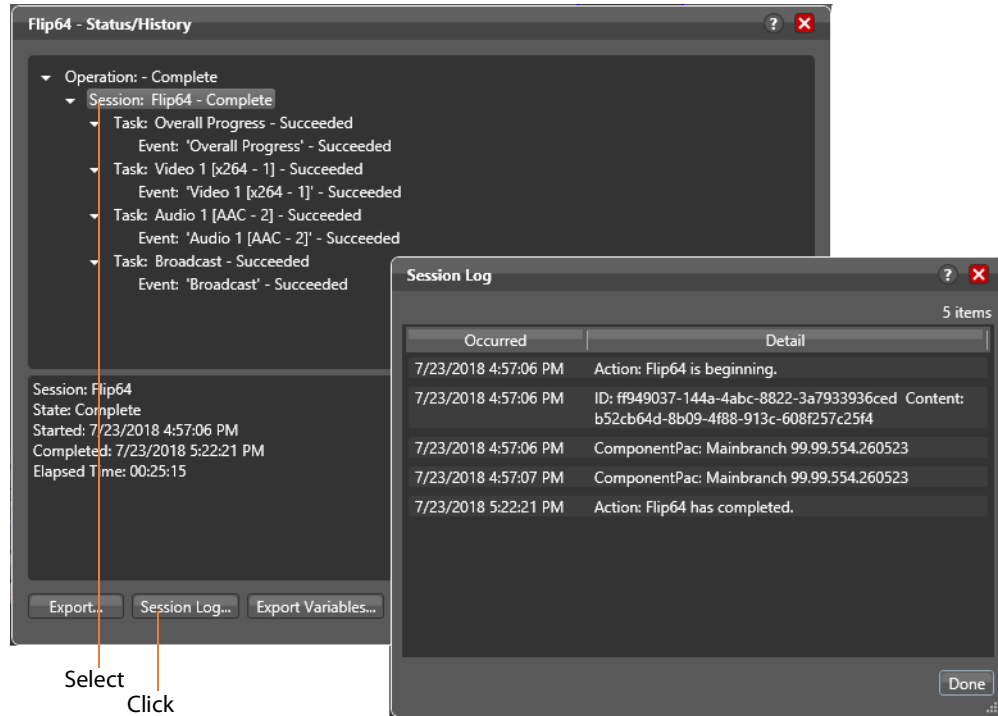 Flip64 - Status/History
?
Operation: - Complete
Session: Flip64 - Complete
Task: Overall Progress - Succeeded
Event: 'Overall Progress' - Succeeded
Task: Video 1 [x264 - 1] - Succeeded
Event: 'Video 1 [x264 - 1]' - Succeeded
Task: Audio 1 [AAC - 2] - Succeeded
Event: 'Audio 1 [AAC - 2]' - Succeeded
Task: Broadcast - Succeeded
Event: 'Broadcast' - Succeeded
Session: Flip64
State: Complete
Started: 7/23/2018 4:57:06 PM
Completed: 7/23/2018 5:22:21 PM
Elapsed Time: 00:25:15
Export... Session Log... Export Variables...
Select
Click
Session Log
?
5 items
Occurred Detail
7/23/2018 4:57:06 PM Action: Flip64 is beginning.
7/23/2018 4:57:06 PM ID: ff949037-144a-4abc-8822-3a7933936ced Content:
b52cb64d-8b09-4f88-913c-608f257c25f4
7/23/2018 4:57:06 PM ComponentPac: Mainbranch 99.99.554.260523
7/23/2018 4:57:07 PM ComponentPac: Mainbranch 99.99.554.260523
7/23/2018 5:22:21 PM Action: Flip64 has completed.
Done